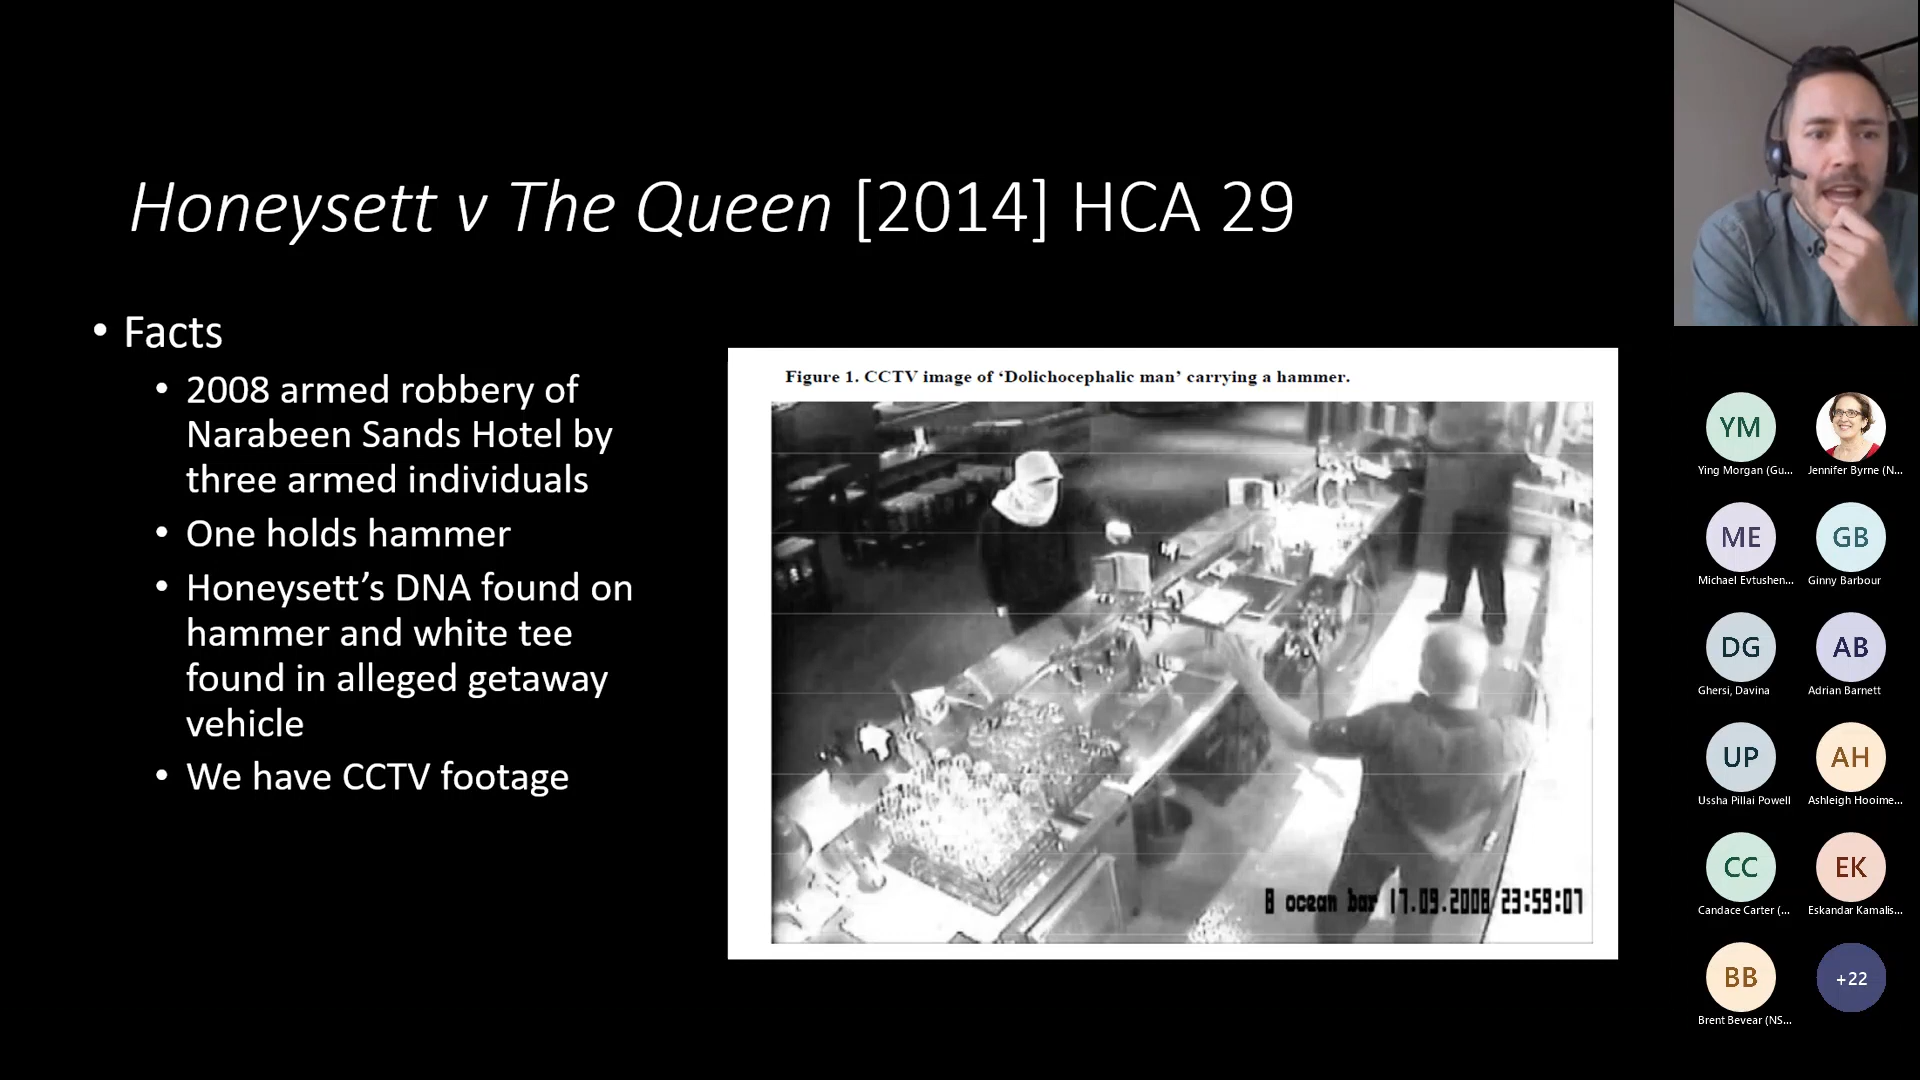 Honeysett v The Queen [2014] HCA 29
• Facts
• 2008 armed robbery of
Narabeen Sands Hotel by
three armed individuals
• One holds hammer
• Honeysett’s DNA found on
hammer and white tee
found in alleged getaway
vehicle
• We have CCTV footage
Figure 1. CCTV image of ‘Dolichocephalic man’ carrying a hammer.
8 ocean bar 17.09.2008 23:59:07
YM
Ying Morgan (Gu...
Jennifer Byrne (N...
ME
Michael Evtushen...
GB
Ginny Barbour
DG
Ghersi, Davina
AB
Adrian Barnett
UP
Ussha Pillai Powell
AH
Ashleigh Hooime...
CC
Candace Carter (...
EK
Eskandar Kamalis...
BB
Brent Bevear (NS...
+22